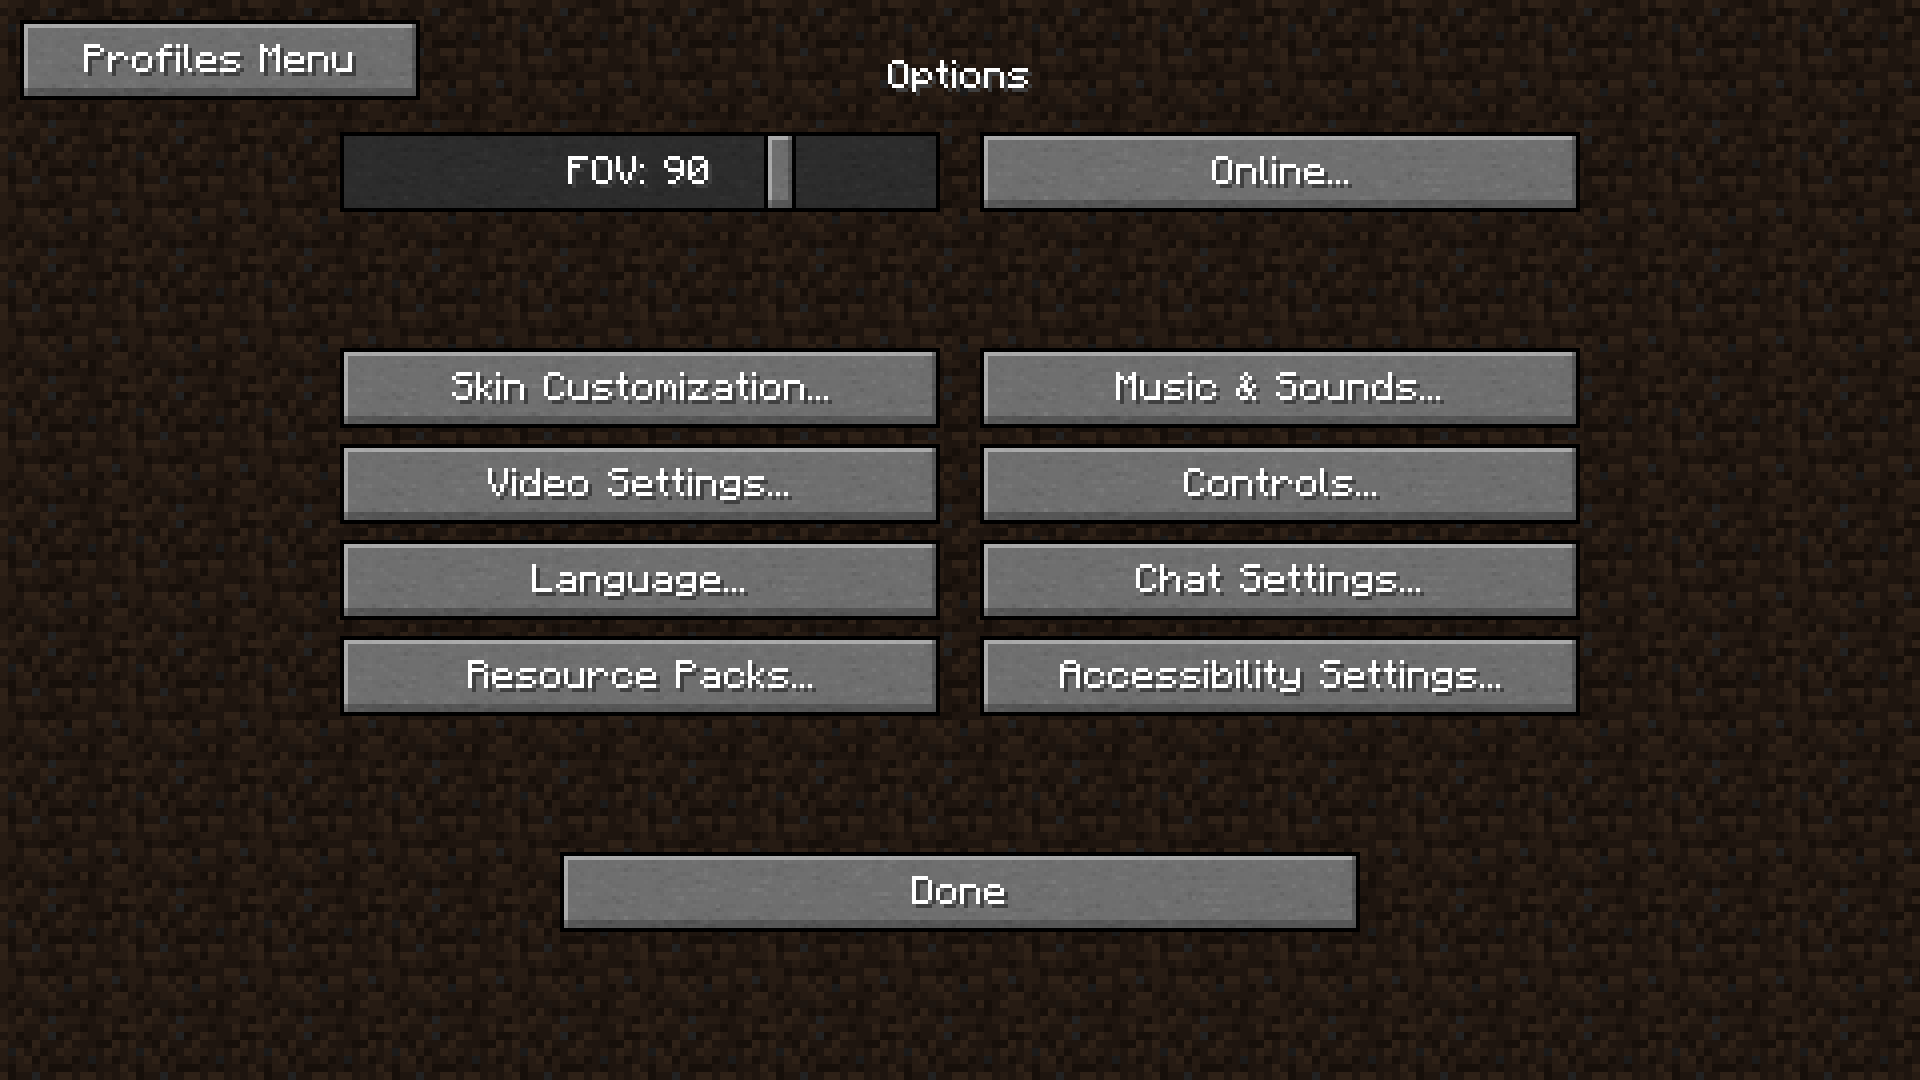 Profiles Menu
Options
FOV: 90
Online...
Skin Customization...
Music & Sounds...
Video Settings...
Controls...
Language...
Chat Settings...
Resource Packs...
Accessibility Settings...
Done